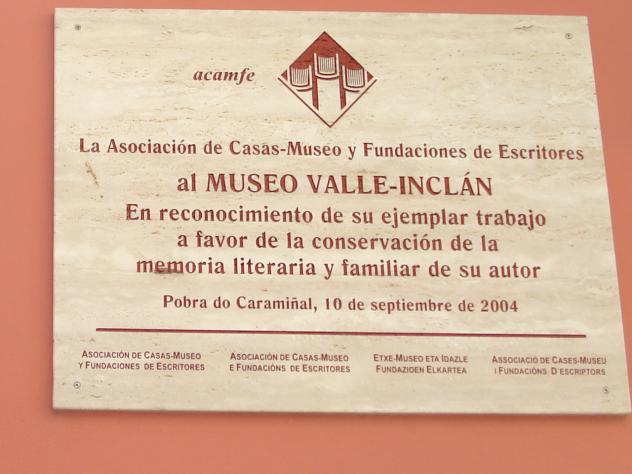 acamfe
La Asociación de Casas-Museo y Fundaciones de Escritores
al MUSEO VALLE-INCLÁN
En reconocimiento de su ejemplar trabajo
a favor de la conservación de la
memoria literaria y familiar de su autor
Pobra do Caramiñal, 10 de septiembre de 2004
ASOCIACIÓN DE CASAS-MUSEO
Y FUNDACIONES DE ESCRITORES
ASOCIACIÓN DE CASAS-MUSEO
E FUNDACIÓNS DE ESCRITORES
ETXE-MUSEO ETA IDAZLE
FUNDAZIOEN ELKARTEA
ASSOCIACIÓ DE CASES-MUSEU
I FUNDACIÓNS D'ESCRIPTORS